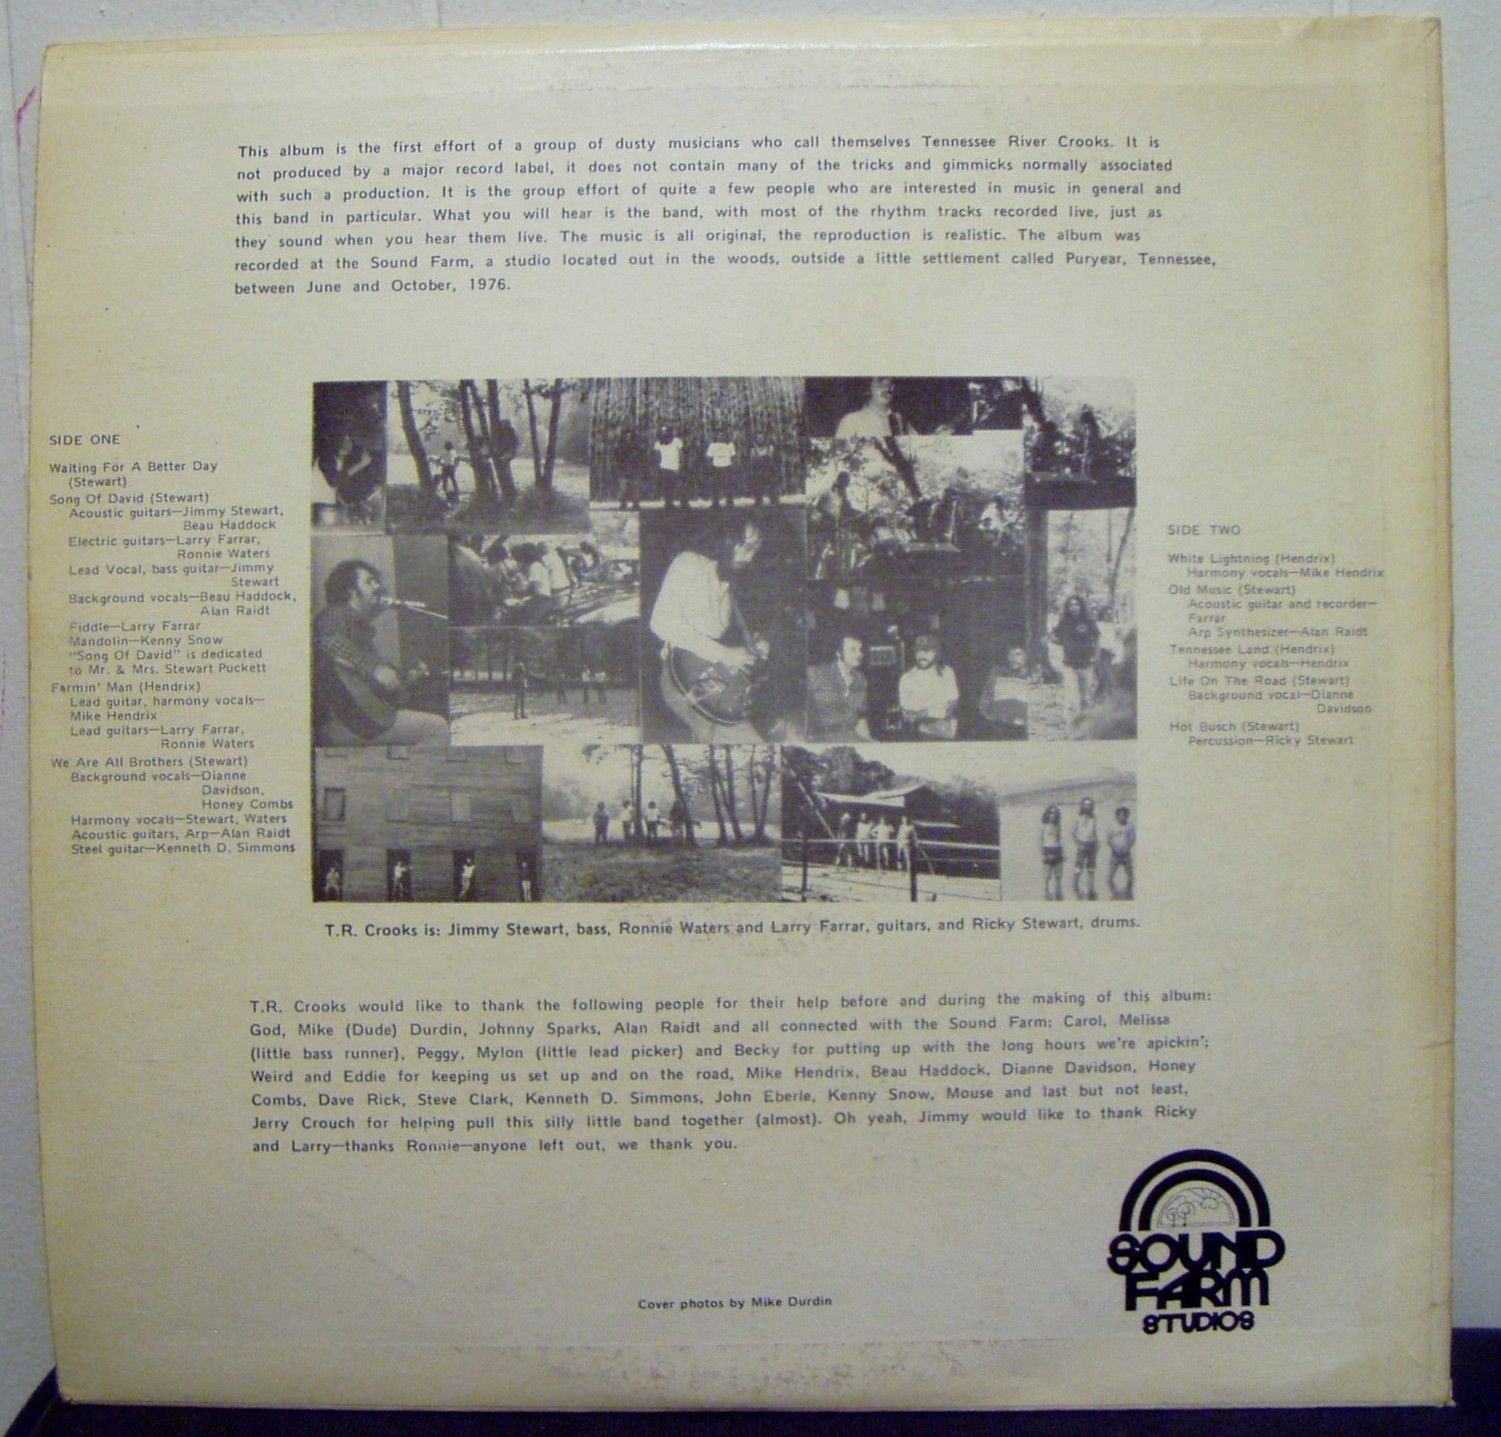 This album is the first effort of a group of dusty musicians who call themselves Tennessee River Crooks. It is
not produced by a major record label, it does not contain many of the tricks and gimmicks normally associated
with such a production. It is the group effort of quite a few people who are interested in music in general and
this band in particular. What you will hear is the band, with most of the rhythm tracks recorded live, just as
they sound when you hear them live. The music is all original, the reproduction is realistic. The album was
recorded at the Sound Farm, a studio located out in the woods, outside a little settlement called Puryear, Tennessee,
between June and October, 1976.
SIDE ONE
Waiting For A Better Day
(Stewart)
Song Of David (Stewart)
Acoustic guitars—Jimmy Stewart,
Beau Haddock
Electric guitars—Larry Farrar,
Ronnie Waters
Lead Vocal, bass guitar—Jimmy
Stewart
Background vocals—Beau Haddock,
Alan Raidt
Fiddle—Larry Farrar
Mandolin—Kenny Snow
"Song Of David" is dedicated
to Mr. & Mrs. Stewart Puckett
Farmin' Man (Hendrix)
Lead guitar, harmony vocals—
Mike Hendrix
Lead guitars—Larry Farrar,
Ronnie Waters
We Are All Brothers (Stewart)
Background vocals—Dianne
Davidson,
Honey Combs
Harmony vocals—Stewart, Waters
Acoustic guitars, Arp—Alan Raidt
Steel guitar—Kenneth D. Simmons
SIDE TWO
White Lightning (Hendrix)
Harmony vocals—Mike Hendrix
Old Music (Stewart)
Acoustic guitar and recorder—
Farrar
Arp Synthesizer—Alan Raidt
Tennessee Land (Hendrix)
Harmony vocals—Hendrix
Life On The Road (Stewart)
Background vocal—Dianne
Davidson
Hot Busch (Stewart)
Percussion—Ricky Stewart
T.R. Crooks is: Jimmy Stewart, bass, Ronnie Waters and Larry Farrar, guitars, and Ricky Stewart, drums.
T.R. Crooks would like to thank the following people for their help before and during the making of this album:
God, Mike (Dude) Durdin, Johnny Sparks, Alan Raidt and all connected with the Sound Farm; Carol, Melissa
(little bass runner), Peggy, Mylon (little lead picker) and Becky for putting up with the long hours we're apickin';
Weird and Eddie for keeping us set up and on the road, Mike Hendrix, Beau Haddock, Dianne Davidson, Honey
Combs, Dave Rick, Steve Clark, Kenneth D. Simmons, John Eberle, Kenny Snow, Mouse and last but not least,
Jerry Crouch for helping pull this silly little band together (almost). Oh yeah, Jimmy would like to thank Ricky
and Larry—thanks Ronnie—anyone left out, we thank you.
SOUND
FARM
STUDIOS
Cover photos by Mike Durdin